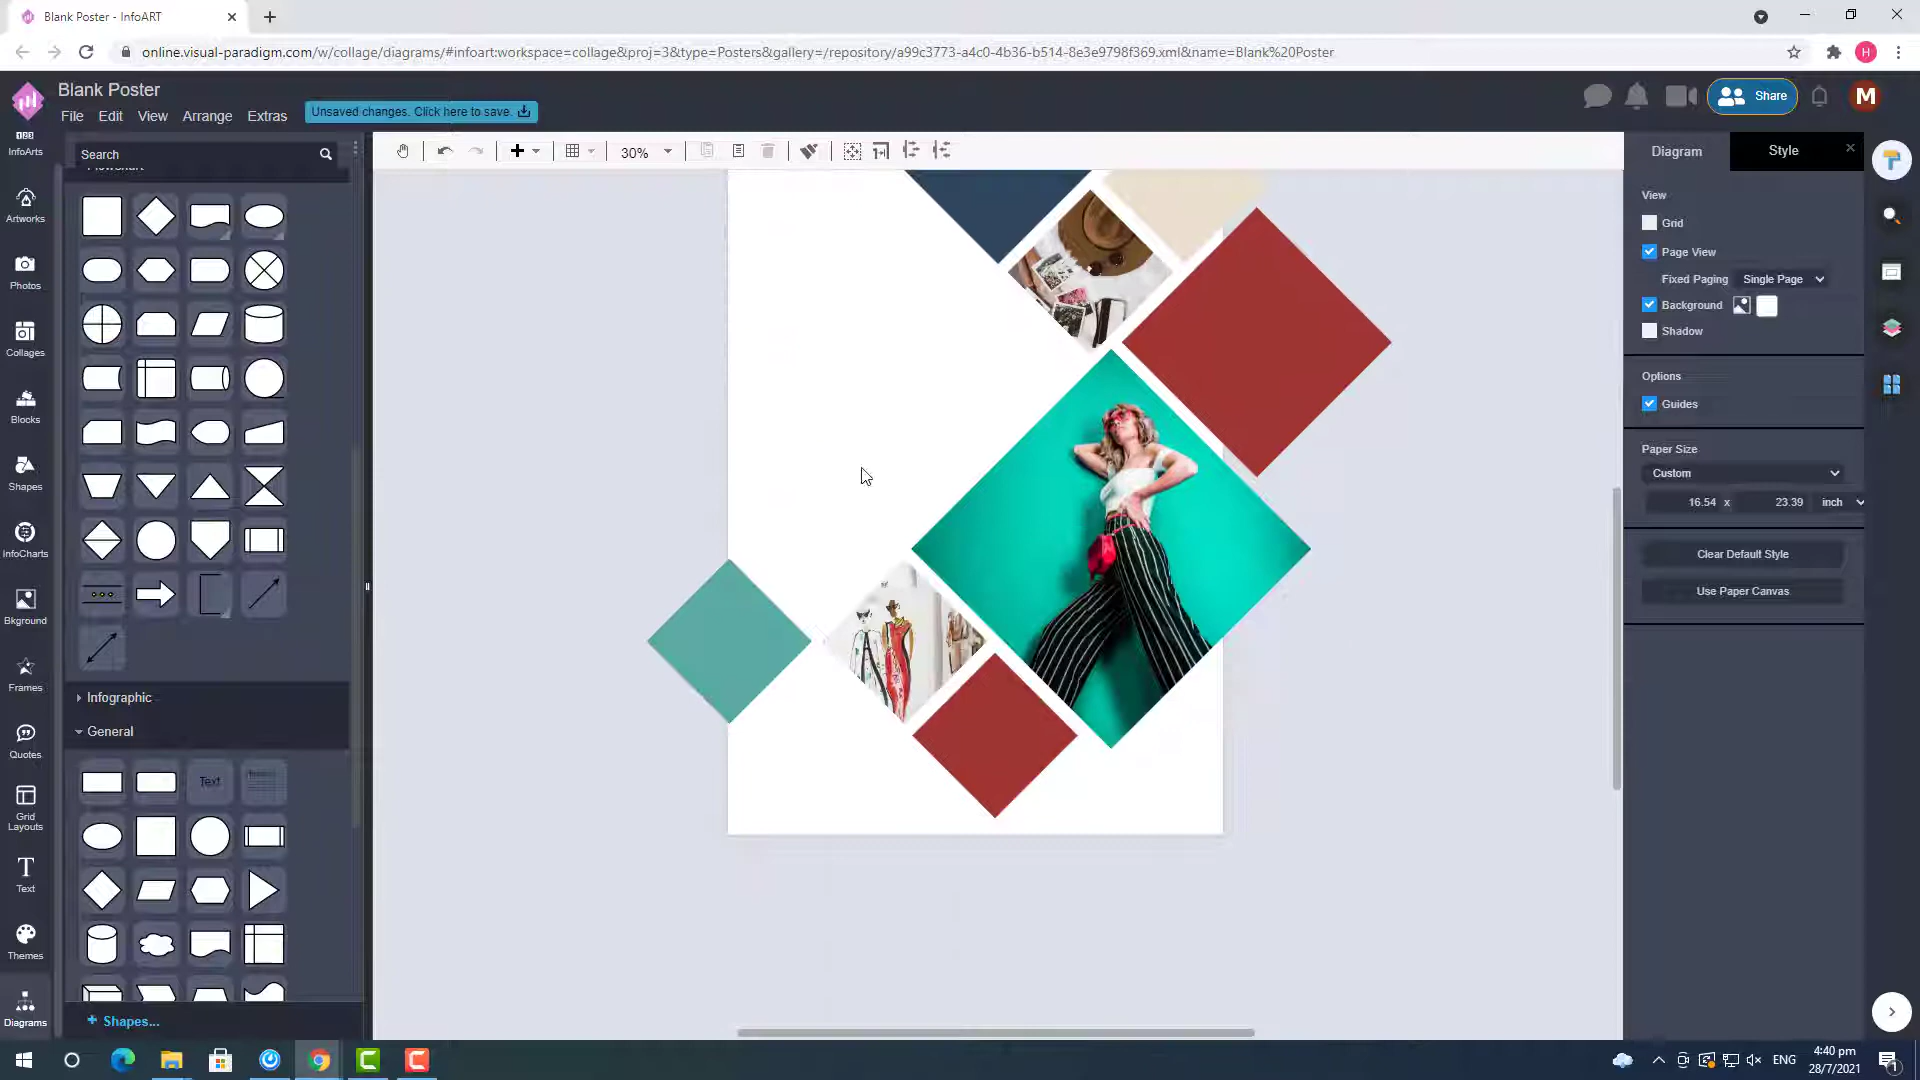 Blank Poster - InfoART
online.visual-paradigm.com/w/collage/diagrams/#infoart:workspace=collage&proj=3&type=Posters&gallery=/repository/a99c3773-a4c0-4b36-b514-8e3e9798f369.xml&name=Blank%20Poster
H
Blank Poster
File Edit View Arrange Extras
Unsaved changes. Click here to save.
Share
M
InfoArts
Artworks
Photos
Collages
Blocks
Shapes
InfoCharts
Bkground
Frames
Quotes
Grid Layouts
Text
Themes
Diagrams
Search
Flowchart
Infographic
General
Text
+ Shapes...
30%
Diagram
Style
View
Grid
Page View
Fixed Paging Single Page
Background
Shadow
Options
Guides
Paper Size
Custom
16.54 x 23.39 inch
Clear Default Style
Use Paper Canvas
ENG
4:40 pm
28/7/2021
1